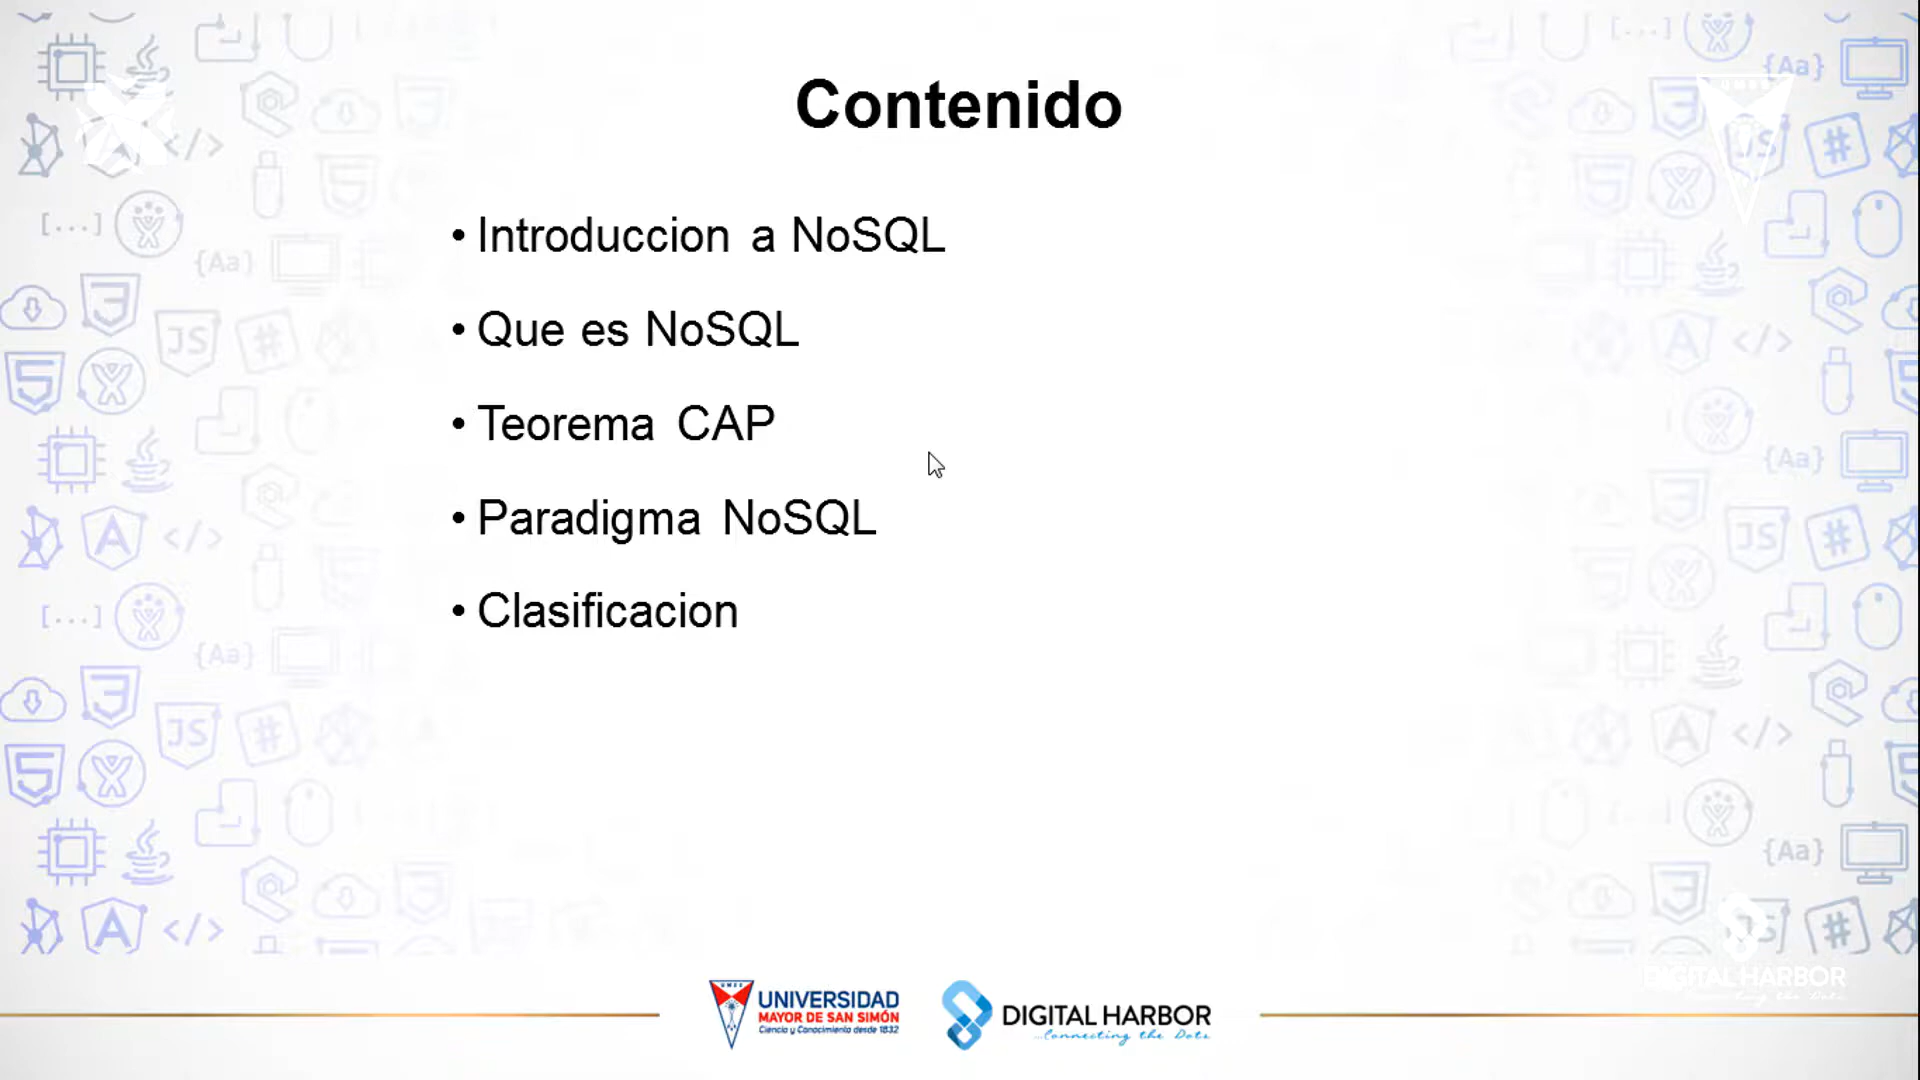 Contenido
• Introduccion a NoSQL
• Que es NoSQL
• Teorema CAP
• Paradigma NoSQL
• Clasificacion
UMSS
UNIVERSIDAD
MAYOR DE SAN SIMÓN
Ciencia y Conocimiento desde 1832
DIGITAL HARBOR
...Connecting the Dots
DIGITAL HARBOR